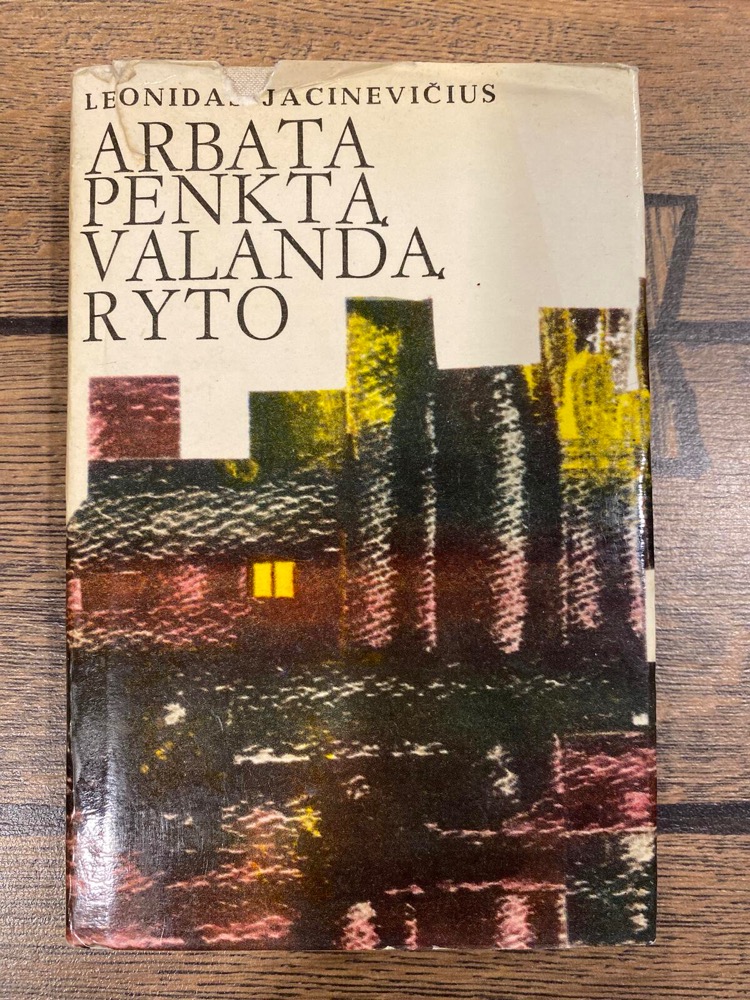 LEONIDAS JACINEVIČIUS
ARBATA
PENKTĄ
VALANDĄ
RYTO